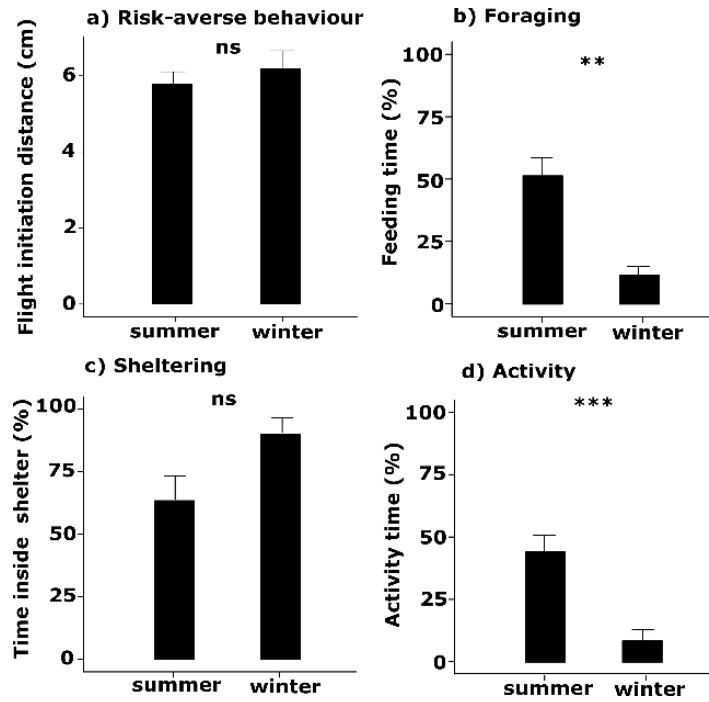 a) Risk-averse behaviour
ns
Flight initiation distance (cm)
6
4
2
0
summer winter
b) Foraging
**
Feeding time (%)
100
75
50
25
0
summer winter
c) Sheltering
ns
Time inside shelter (%)
100
75
50
25
0
summer winter
d) Activity
***
Activity time (%)
100
75
50
25
0
summer winter